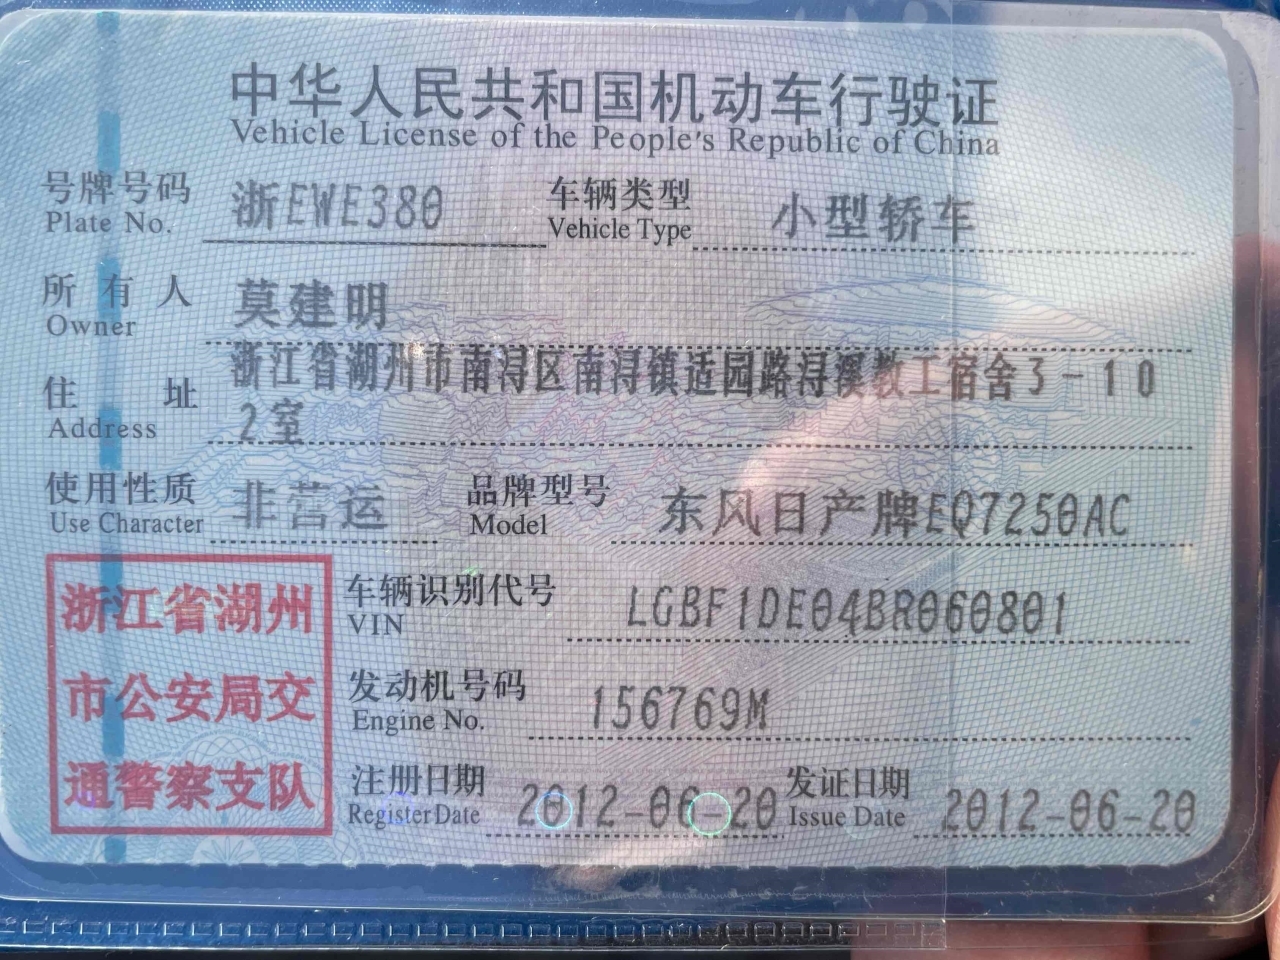 中华人民共和国机动车行驶证
Vehicle License of the People's Republic of China
号牌号码 浙EWE380 车辆类型 小型轿车
Plate No. Vehicle Type
所有人 莫建明
Owner
浙江省湖州市南浔区南浔镇适园路浔溪教工宿舍3-10
住址 2室
Address
使用性质 非营运 品牌型号 东风日产牌EQ7250AC
Use Character Model
浙江省湖州
市公安局交
通警察支队
车辆识别代号 LGBF1DE04BR060801
VIN
发动机号码 156769M
Engine No.
注册日期 2012-06-20 发证日期 2012-06-20
Register Date Issue Date